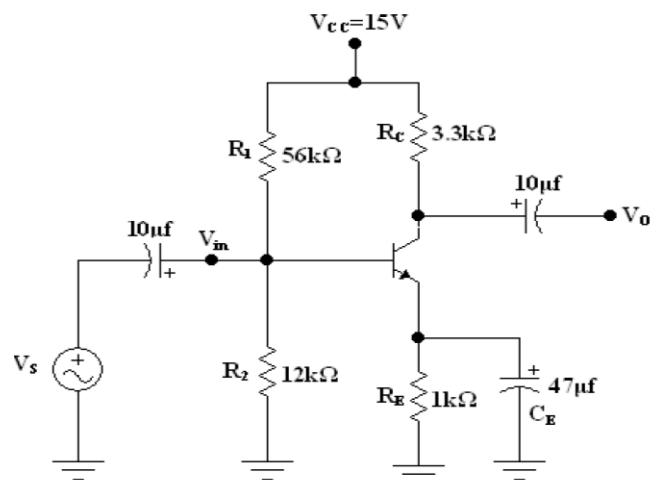 VCC=15V
R1
56kΩ
RC
3.3kΩ
10µf
VO
10µf
Vin
+
+
VS
+
R2
12kΩ
RE
1kΩ
+
47µf
CE